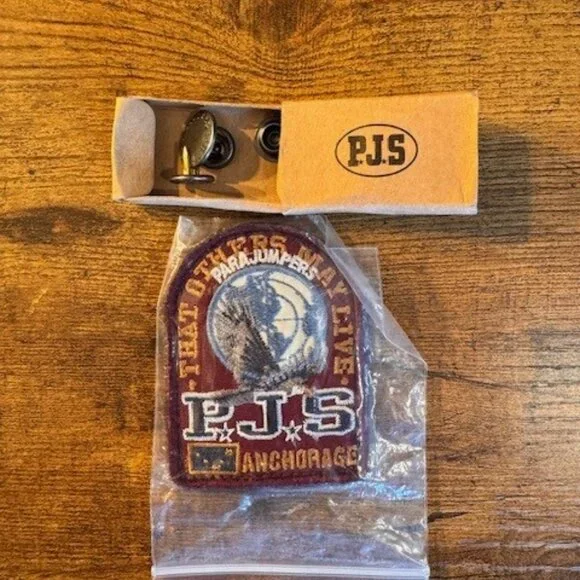 P.J.S
THAT OTHERS MAY LIVE
PARAJUMPERS
P.J.S
ANCHORAGE